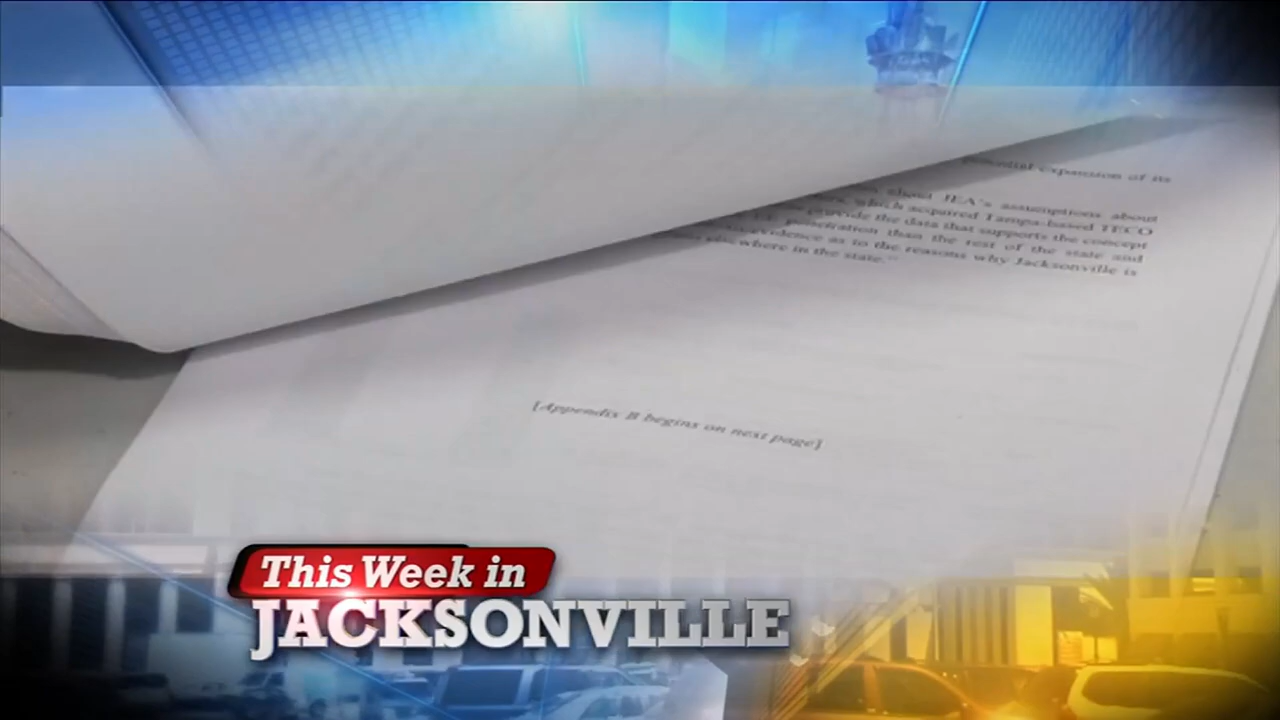 potential expansion of its
about JEA's assumptions about
which acquired Tampa-based TECO
provide the data that supports the concept
penetration than the rest of the state and
evidence as to the reasons why Jacksonville is
elsewhere in the state."
[Appendix B begins on next page]
This Week in
JACKSONVILLE